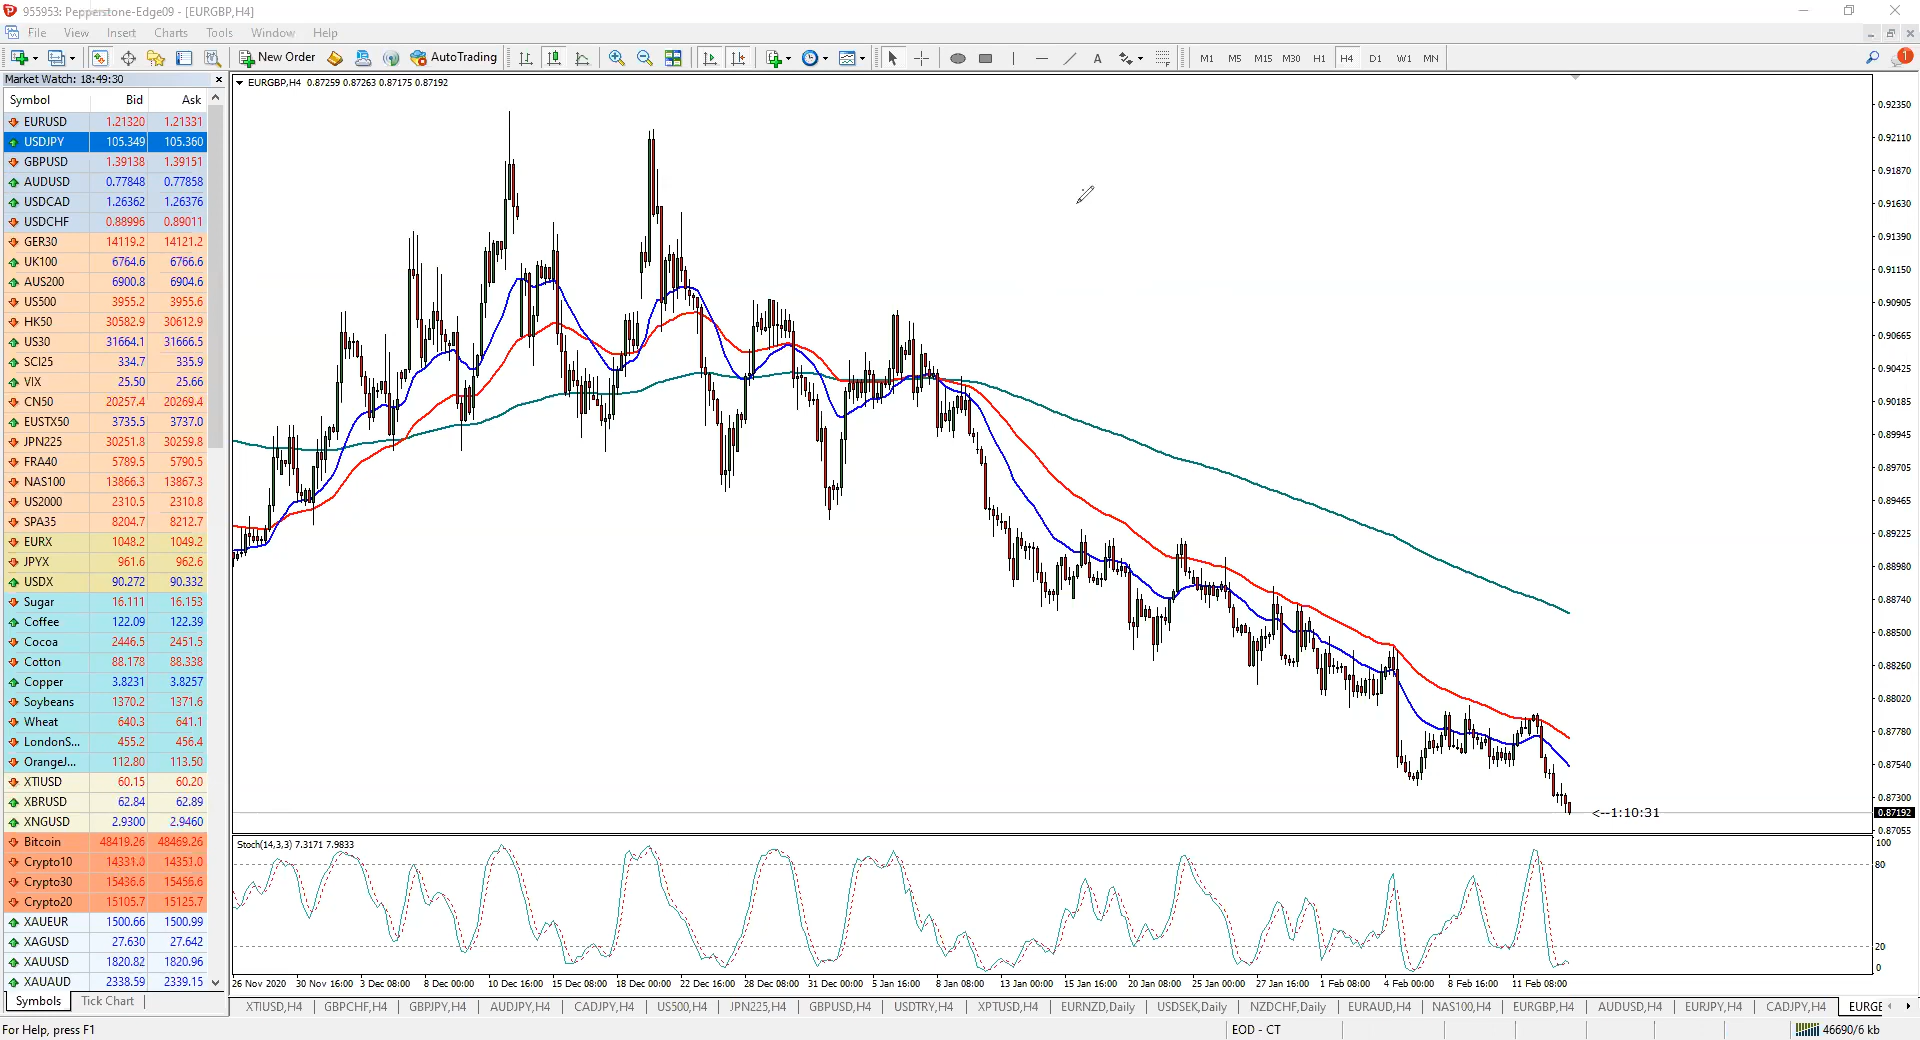 955953: Pepperstone-Edge09 - [EURGBP,H4]
File View Insert Charts Tools Window Help
New Order AutoTrading A M1 M5 M15 M30 H1 H4 D1 W1 MN 1
Market Watch: 18:49:30
Symbol Bid Ask
EURUSD 1.21320 1.21331
USDJPY 105.349 105.360
GBPUSD 1.39138 1.39151
AUDUSD 0.77848 0.77858
USDCAD 1.26362 1.26376
USDCHF 0.88996 0.89011
GER30 14119.2 14121.2
UK100 6764.6 6766.6
AUS200 6900.8 6904.6
US500 3955.2 3955.6
HK50 30582.9 30612.9
US30 31664.1 31666.5
SCI25 334.7 335.9
VIX 25.50 25.66
CN50 20257.4 20269.4
EUSTX50 3735.5 3737.0
JPN225 30251.8 30259.8
FRA40 5789.5 5790.5
NAS100 13866.3 13867.3
US2000 2310.5 2310.8
SPA35 8204.7 8212.7
EURX 1048.2 1049.2
JPYX 961.6 962.6
USDX 90.272 90.332
Sugar 16.111 16.153
Coffee 122.09 122.39
Cocoa 2446.5 2451.5
Cotton 88.178 88.338
Copper 3.8231 3.8257
Soybeans 1370.2 1371.6
Wheat 640.3 641.1
LondonS... 455.2 456.4
OrangeJ... 112.80 113.50
XTIUSD 60.15 60.20
XBRUSD 62.84 62.89
XNGUSD 2.9300 2.9460
Bitcoin 48419.26 48469.26
Crypto10 14331.0 14351.0
Crypto30 15436.6 15456.6
Crypto20 15105.7 15125.7
XAUEUR 1500.66 1500.99
XAGUSD 27.630 27.642
XAUUSD 1820.82 1820.96
XAUAUD 2338.59 2339.15
Symbols Tick Chart
EURGBP,H4 0.87259 0.87263 0.87175 0.87192
0.92350
0.92110
0.91870
0.91630
0.91390
0.91150
0.90905
0.90665
0.90425
0.90185
0.89945
0.89705
0.89465
0.89225
0.88980
0.88740
0.88500
0.88260
0.88020
0.87780
0.87540
0.87300
<--1:10:31 0.87192
0.87055
Stoch(14,3,3) 7.3171 7.9833
100
80
20
0
26 Nov 2020 30 Nov 16:00 3 Dec 08:00 8 Dec 00:00 10 Dec 16:00 15 Dec 08:00 18 Dec 00:00 22 Dec 16:00 28 Dec 08:00 31 Dec 00:00 5 Jan 16:00 8 Jan 08:00 13 Jan 00:00 15 Jan 16:00 20 Jan 08:00 25 Jan 00:00 27 Jan 16:00 1 Feb 08:00 4 Feb 00:00 8 Feb 16:00 11 Feb 08:00
XTIUSD,H4 GBPCHF,H4 GBPJPY,H4 AUDJPY,H4 CADJPY,H4 US500,H4 JPN225,H4 GBPUSD,H4 USDTRY,H4 XPTUSD,H4 EURNZD,Daily USDSEK,Daily NZDCHF,Daily EURAUD,H4 NAS100,H4 EURGBP,H4 AUDUSD,H4 EURJPY,H4 CADJPY,H4 EURGE
For Help, press F1 EOD - CT 46690/6 kb